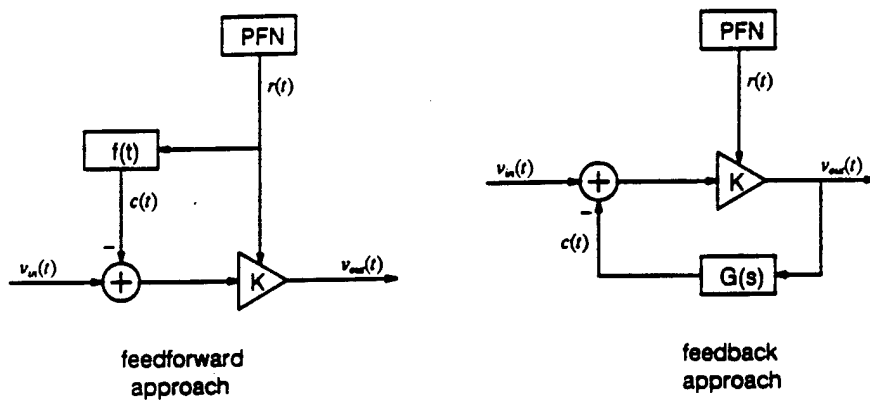 PFN
r(t)
f(t)
c(t)
−
v_in(t)
+
K
v_out(t)
feedforward
approach
PFN
r(t)
v_in(t)
+
K
v_out(t)
−
c(t)
G(s)
feedback
approach